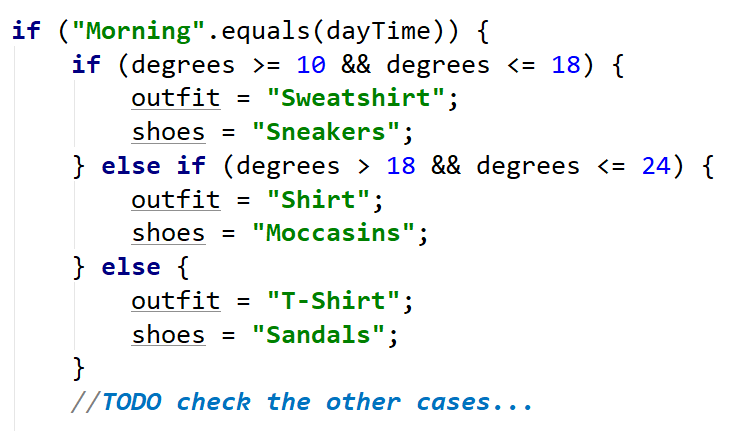 if ("Morning".equals(dayTime)) {
    if (degrees >= 10 && degrees <= 18) {
        outfit = "Sweatshirt";
        shoes = "Sneakers";
    } else if (degrees > 18 && degrees <= 24) {
        outfit = "Shirt";
        shoes = "Moccasins";
    } else {
        outfit = "T-Shirt";
        shoes = "Sandals";
    }
    //TODO check the other cases...